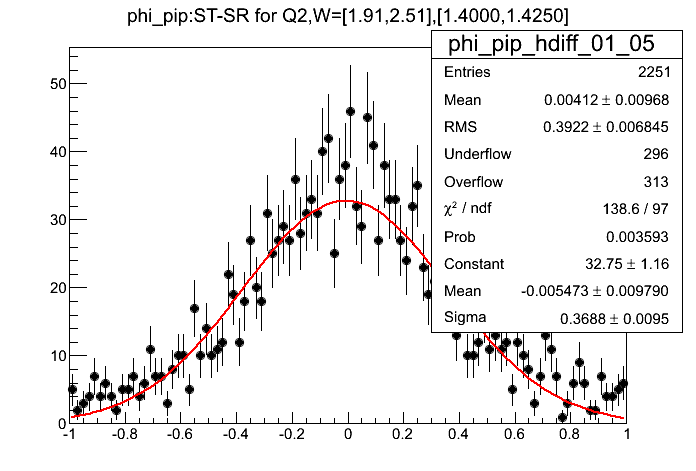 phi_pip:ST-SR for Q2,W=[1.91,2.51],[1.4000,1.4250]
phi_pip_hdiff_01_05
Entries 2251
Mean 0.00412 ± 0.00968
RMS 0.3922 ± 0.006845
Underflow 296
Overflow 313
χ² / ndf 138.6 / 97
Prob 0.003593
Constant 32.75 ± 1.16
Mean -0.005473 ± 0.009790
Sigma 0.3688 ± 0.0095
50
40
30
20
10
0
-1 -0.8 -0.6 -0.4 -0.2 0 0.2 0.4 0.6 0.8 1